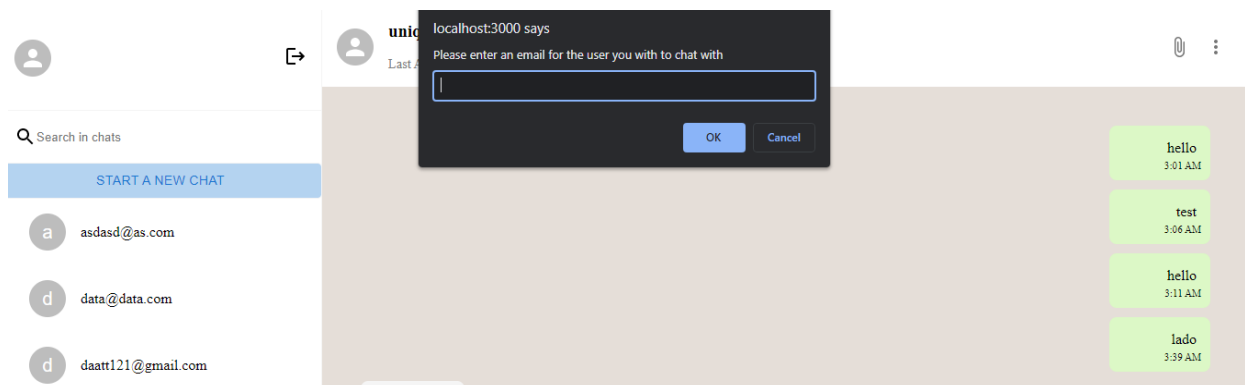 localhost:3000 says
Please enter an email for the user you with to chat with
OK
Cancel
Search in chats
START A NEW CHAT
a
asdasd@as.com
d
data@data.com
d
daatt121@gmail.com
uniq
Last
hello
3:01 AM
test
3:06 AM
hello
3:11 AM
lado
3:39 AM